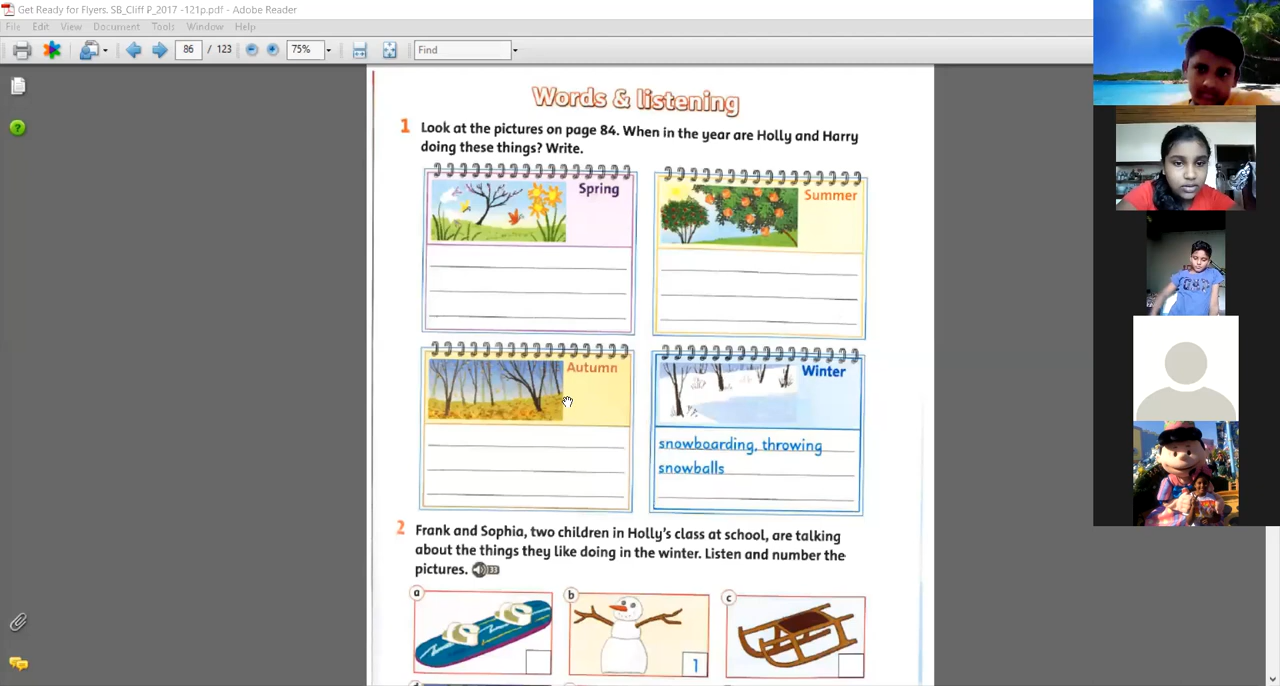 Get Ready for Flyers. SB_Cliff P_2017 -121p.pdf - Adobe Reader
File Edit View Document Tools Window Help
86 / 123 75% Find
Words & listening
1 Look at the pictures on page 84. When in the year are Holly and Harry
doing these things? Write.
Spring
Summer
Autumn
Winter
snowboarding, throwing
snowballs
2 Frank and Sophia, two children in Holly's class at school, are talking
about the things they like doing in the winter. Listen and number the
pictures. 33
a
b
c
1